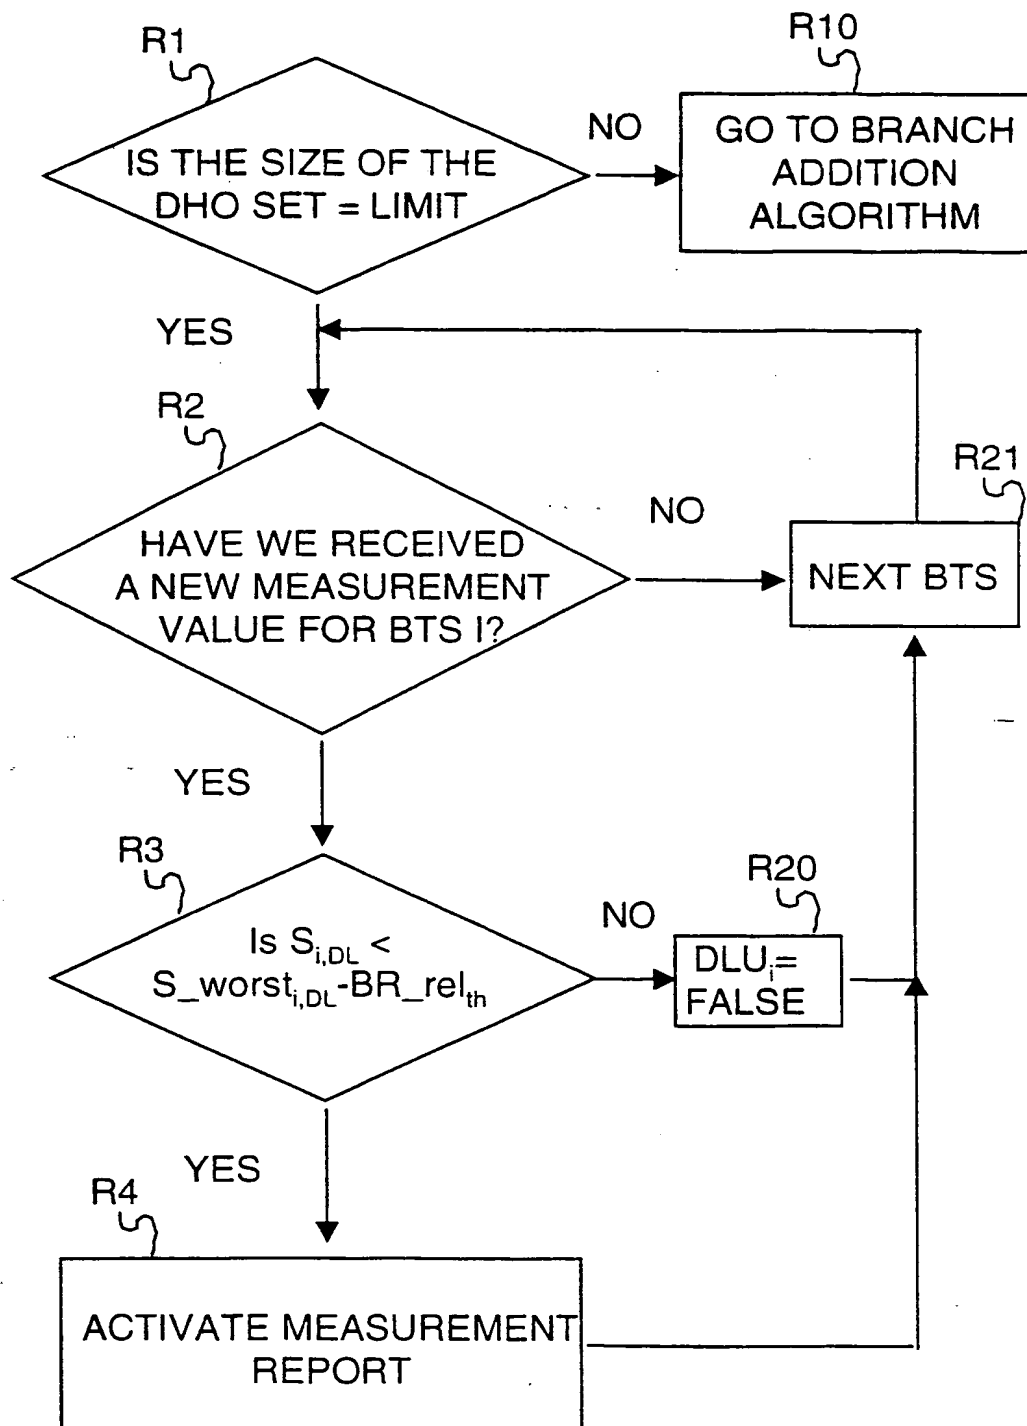 R1
R10
IS THE SIZE OF THE
DHO SET = LIMIT
NO
GO TO BRANCH
ADDITION
ALGORITHM
YES
R2
R21
HAVE WE RECEIVED
A NEW MEASUREMENT
VALUE FOR BTS I?
NO
NEXT BTS
YES
R3
R20
Is S_{i,DL} <
S_worst_{i,DL}-BR_rel_{th}
NO
DLU_i=
FALSE
YES
R4
ACTIVATE MEASUREMENT
REPORT